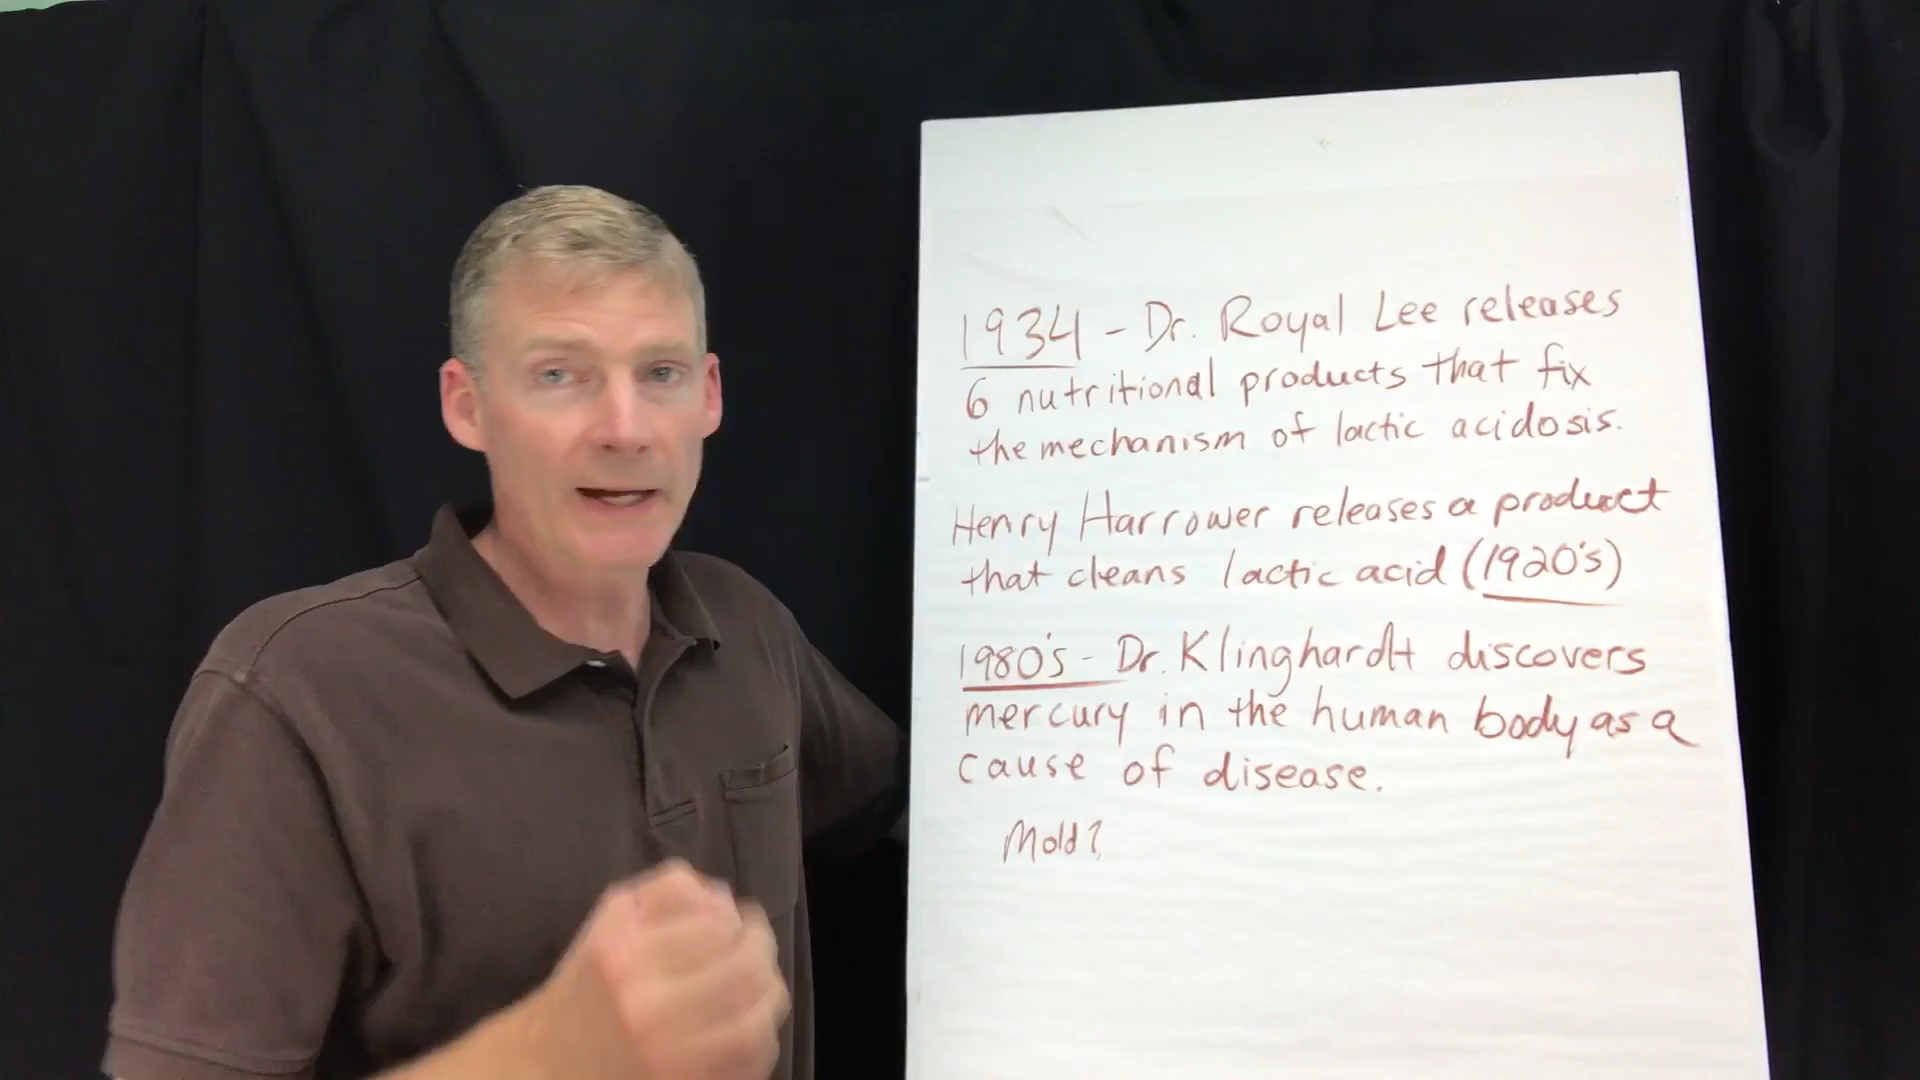 1934 - Dr. Royal Lee releases
6 nutritional products that fix
the mechanism of lactic acidosis.
Henry Harrower releases a product
that cleans lactic acid (1920's)
1980's - Dr. Klinghardt discovers
mercury in the human body as a
cause of disease.
Mold?